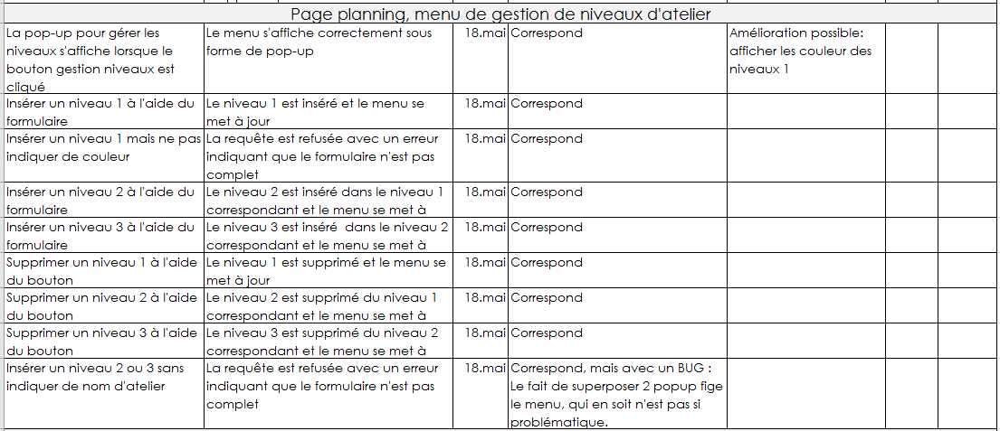 Page planning, menu de gestion de niveaux d'atelier
La pop-up pour gérer les
niveaux s'affiche lorsque le
bouton gestion niveaux est
cliqué
Le menu s'affiche correctement sous
forme de pop-up
18.mai
Correspond
Amélioration possible:
afficher les couleur des
niveaux 1
Insérer un niveau 1 à l'aide du
formulaire
Le niveau 1 est inséré et le menu se
met à jour
18.mai
Correspond
Insérer un niveau 1 mais ne pas
indiquer de couleur
La requête est refusée avec un erreur
indiquant que le formulaire n'est pas
complet
18.mai
Correspond
Insérer un niveau 2 à l'aide du
formulaire
Le niveau 2 est inséré dans le niveau 1
correspondant et le menu se met à
18.mai
Correspond
Insérer un niveau 3 à l'aide du
formulaire
Le niveau 3 est inséré  dans le niveau 2
correspondant et le menu se met à
18.mai
Correspond
Supprimer un niveau 1 à l'aide
du bouton
Le niveau 1 est supprimé et le menu se
met à jour
18.mai
Correspond
Supprimer un niveau 2 à l'aide
du bouton
Le niveau 2 est supprimé du niveau 1
correspondant et le menu se met à
18.mai
Correspond
Supprimer un niveau 3 à l'aide
du bouton
Le niveau 3 est supprimé du niveau 2
correspondant et le menu se met à
18.mai
Correspond
Insérer un niveau 2 ou 3 sans
indiquer de nom d'atelier
La requête est refusée avec un erreur
indiquant que le formulaire n'est pas
complet
18.mai
Correspond, mais avec un BUG :
Le fait de superposer 2 popup fige
le menu, qui en soit n'est pas si
problématique.